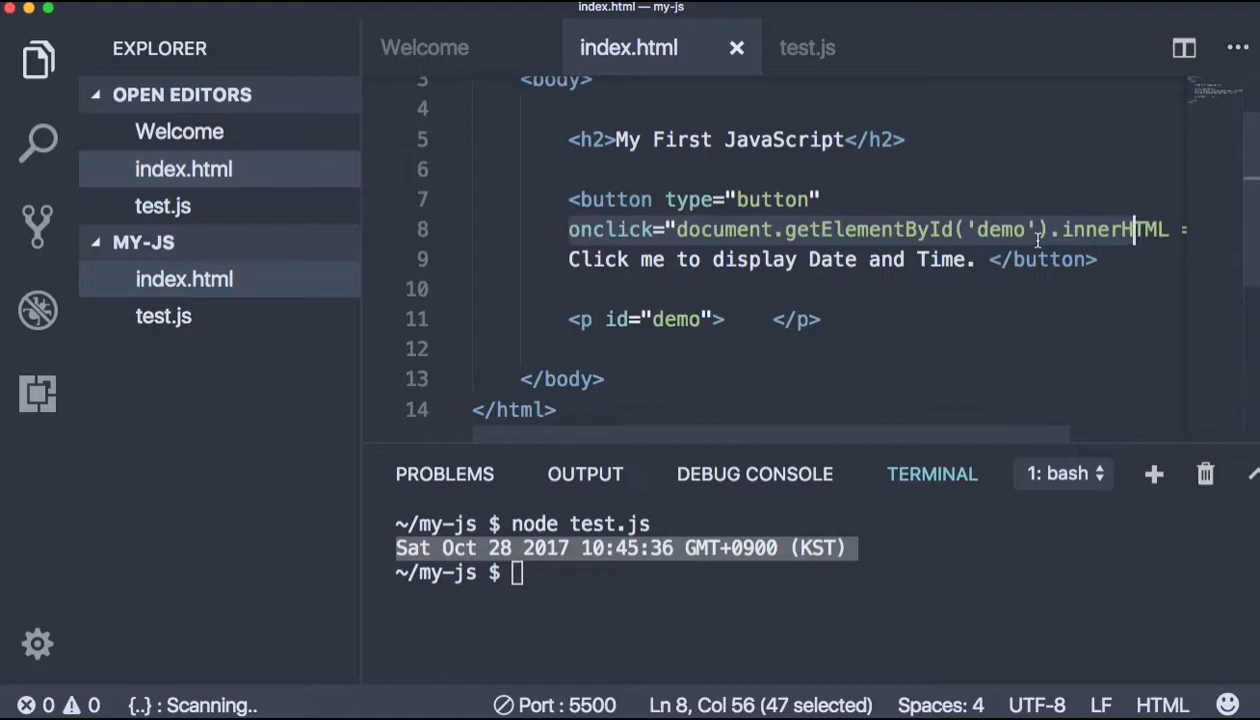 index.html — my-js
EXPLORER
OPEN EDITORS
Welcome
index.html
test.js
MY-JS
index.html
test.js
Welcome
index.html
test.js
3 <body>
4
5 <h2>My First JavaScript</h2>
6
7 <button type="button"
8 onclick="document.getElementById('demo').innerHTML =
9 Click me to display Date and Time. </button>
10
11 <p id="demo"> </p>
12
13 </body>
14 </html>
PROBLEMS OUTPUT DEBUG CONSOLE TERMINAL 1: bash
~/my-js $ node test.js
Sat Oct 28 2017 10:45:36 GMT+0900 (KST)
~/my-js $
0 0 {..} : Scanning.. Port : 5500 Ln 8, Col 56 (47 selected) Spaces: 4 UTF-8 LF HTML